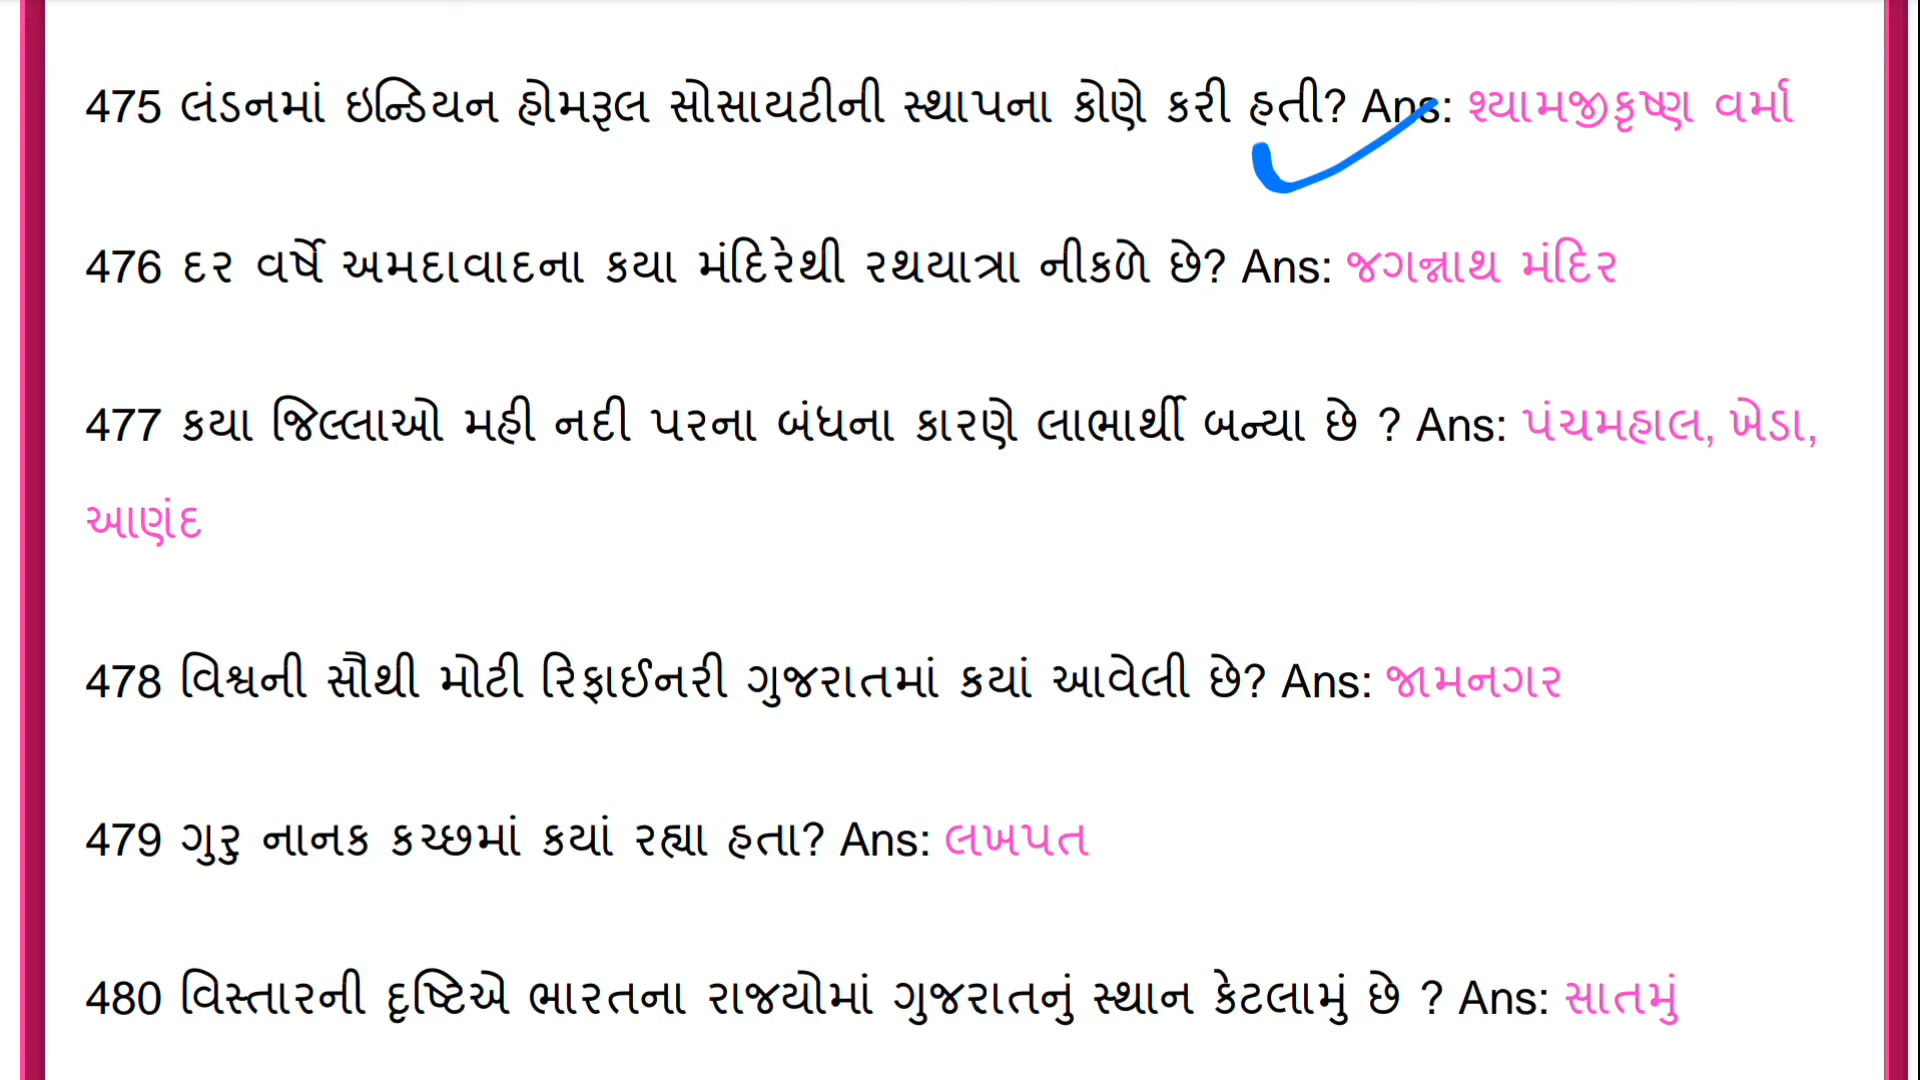 475 લંડનમાં ઇન્ડિયન હોમરૂલ સોસાયટીની સ્થાપના કોણે કરી હતી? Ans: શ્યામજીકૃષ્ણ વર્મા
476 દર વર્ષે અમદાવાદના કયા મંદિરેથી રથયાત્રા નીકળે છે? Ans: જગન્નાથ મંદિર
477 કયા જિલ્લાઓ મહી નદી પરના બંધના કારણે લાભાર્થી બન્યા છે ? Ans: પંચમહાલ, ખેડા,
આણંદ
478 વિશ્વની સૌથી મોટી રિફાઈનરી ગુજરાતમાં કયાં આવેલી છે? Ans: જામનગર
479 ગુરુ નાનક કચ્છમાં કયાં રહ્યા હતા? Ans: લખપત
480 વિસ્તારની દૃષ્ટિએ ભારતના રાજયોમાં ગુજરાતનું સ્થાન કેટલામું છે ? Ans: સાતમું